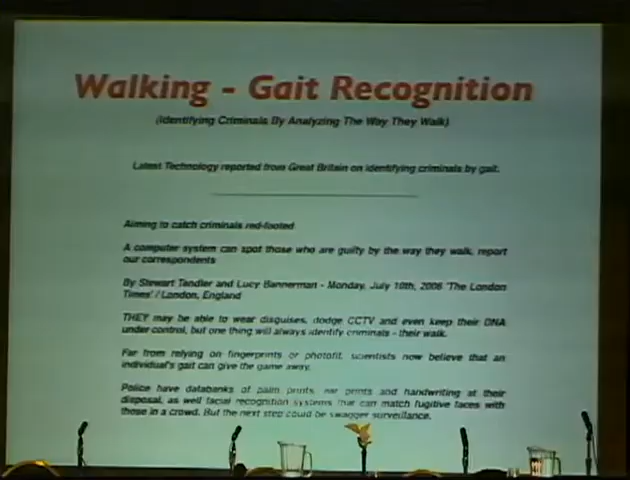 Walking - Gait Recognition
(Identifying Criminals By Analyzing The Way They Walk)
Latest Technology reported from Great Britain on identifying criminals by gait.
Aiming to catch criminals red-footed
A computer system can spot those who are guilty by the way they walk, report
our correspondents
By Stewart Tendler and Lucy Bannerman - Monday, July 10th, 2006 'The London
Times' / London, England
THEY may be able to wear disguises, dodge CCTV and even keep their DNA
under control, but one thing will always identify criminals - their walk.
Far from relying on fingerprints or photofit, scientists now believe that an
individual's gait can give the game away.
Police have databanks of palm prints, ear prints and handwriting at their
disposal, as well facial recognition systems that can match fugitive faces with
those in a crowd. But the next step could be swagger surveillance.